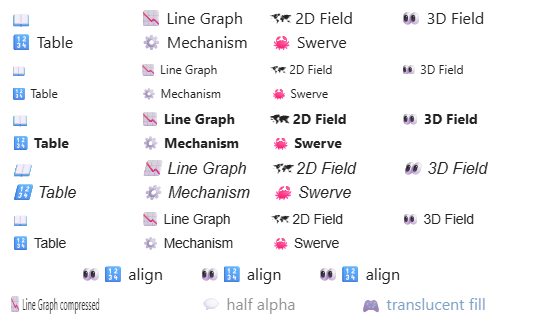 📖 📉 Line Graph 🗺 2D Field 👀 3D Field
🔢 Table ⚙ Mechanism 🦀 Swerve
📖 📉 Line Graph 🗺 2D Field 👀 3D Field
🔢 Table ⚙ Mechanism 🦀 Swerve
📖 📉 Line Graph 🗺 2D Field 👀 3D Field
🔢 Table ⚙ Mechanism 🦀 Swerve
📖 📉 Line Graph 🗺 2D Field 👀 3D Field
🔢 Table ⚙ Mechanism 🦀 Swerve
📖 📉 Line Graph 🗺 2D Field 👀 3D Field
🔢 Table ⚙ Mechanism 🦀 Swerve
👀 🔢 align 👀 🔢 align 👀 🔢 align
📉 Line Graph compressed 💬 half alpha 🎮 translucent fill